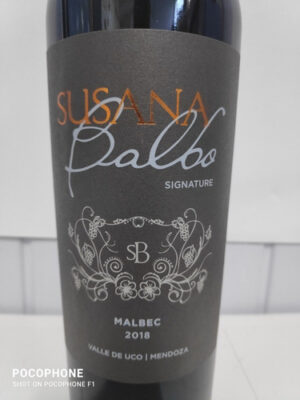 SUSANA
Balbo
SIGNATURE
SB
MALBEC
2018
VALLE DE UCO | MENDOZA
POCOPHONE
SHOT ON POCOPHONE F1